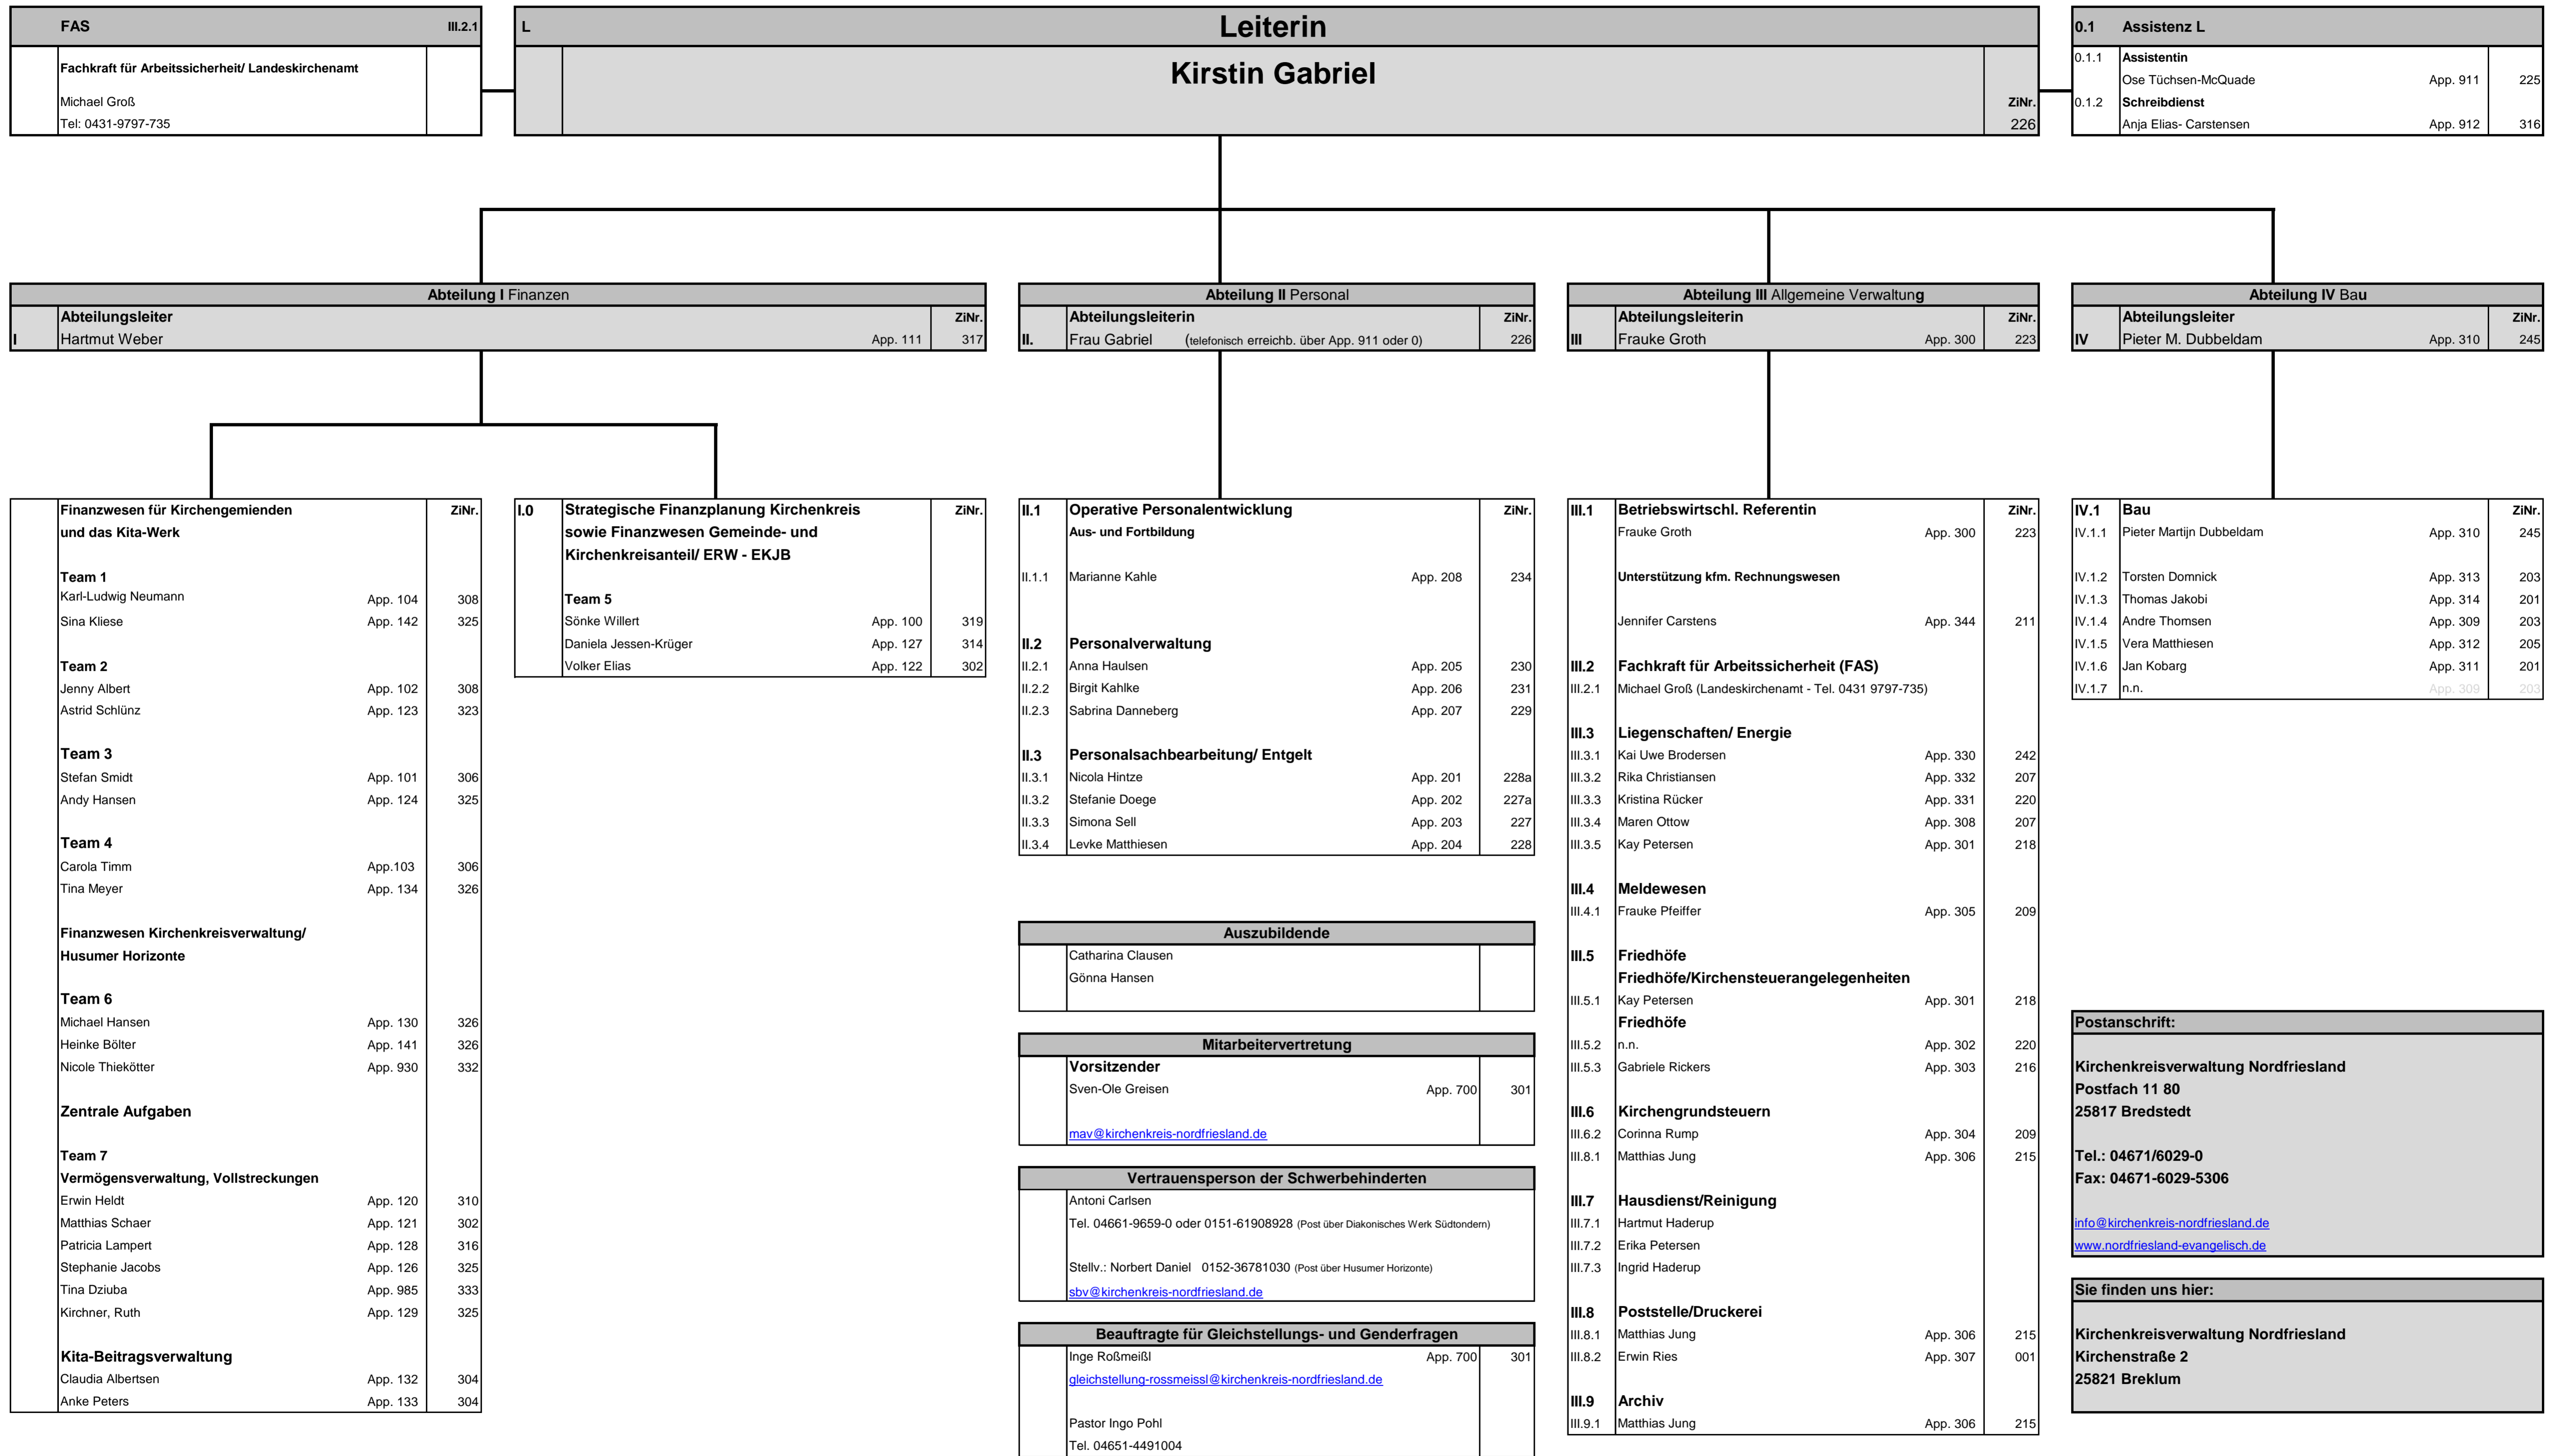 FAS III.2.1
Fachkraft für Arbeitssicherheit/ Landeskirchenamt
Michael Groß
Tel: 0431-9797-735
L Leiterin
Kirstin Gabriel
ZiNr.
226
0.1 Assistenz L
0.1.1 Assistentin
Ose Tüchsen-McQuade App. 911 225
0.1.2 Schreibdienst
Anja Elias- Carstensen App. 912 316
Abteilung I Finanzen
Abteilungsleiter ZiNr.
I Hartmut Weber App. 111 317
Abteilung II Personal
Abteilungsleiterin ZiNr.
II. Frau Gabriel (telefonisch erreichb. über App. 911 oder 0) 226
Abteilung III Allgemeine Verwaltung
Abteilungsleiterin ZiNr.
III Frauke Groth App. 300 223
Abteilung IV Bau
Abteilungsleiter ZiNr.
IV Pieter M. Dubbeldam App. 310 245
Finanzwesen für Kirchengemienden ZiNr.
und das Kita-Werk
Team 1
Karl-Ludwig Neumann App. 104 308
Sina Kliese App. 142 325
Team 2
Jenny Albert App. 102 308
Astrid Schlünz App. 123 323
Team 3
Stefan Smidt App. 101 306
Andy Hansen App. 124 325
Team 4
Carola Timm App.103 306
Tina Meyer App. 134 326
Finanzwesen Kirchenkreisverwaltung/
Husumer Horizonte
Team 6
Michael Hansen App. 130 326
Heinke Bölter App. 141 326
Nicole Thiekötter App. 930 332
Zentrale Aufgaben
Team 7
Vermögensverwaltung, Vollstreckungen
Erwin Heldt App. 120 310
Matthias Schaer App. 121 302
Patricia Lampert App. 128 316
Stephanie Jacobs App. 126 325
Tina Dziuba App. 985 333
Kirchner, Ruth App. 129 325
Kita-Beitragsverwaltung
Claudia Albertsen App. 132 304
Anke Peters App. 133 304
I.0 Strategische Finanzplanung Kirchenkreis ZiNr.
sowie Finanzwesen Gemeinde- und
Kirchenkreisanteil/ ERW - EKJB
Team 5
Sönke Willert App. 100 319
Daniela Jessen-Krüger App. 127 314
Volker Elias App. 122 302
II.1 Operative Personalentwicklung ZiNr.
Aus- und Fortbildung
II.1.1 Marianne Kahle App. 208 234
II.2 Personalverwaltung
II.2.1 Anna Haulsen App. 205 230
II.2.2 Birgit Kahlke App. 206 231
II.2.3 Sabrina Danneberg App. 207 229
II.3 Personalsachbearbeitung/ Entgelt
II.3.1 Nicola Hintze App. 201 228a
II.3.2 Stefanie Doege App. 202 227a
II.3.3 Simona Sell App. 203 227
II.3.4 Levke Matthiesen App. 204 228
Auszubildende
Catharina Clausen
Gönna Hansen
Mitarbeitervertretung
Vorsitzender
Sven-Ole Greisen App. 700 301
mav@kirchenkreis-nordfriesland.de
Vertrauensperson der Schwerbehinderten
Antoni Carlsen
Tel. 04661-9659-0 oder 0151-61908928 (Post über Diakonisches Werk Südtondern)
Stellv.: Norbert Daniel 0152-36781030 (Post über Husumer Horizonte)
sbv@kirchenkreis-nordfriesland.de
Beauftragte für Gleichstellungs- und Genderfragen
Inge Roßmeißl App. 700 301
gleichstellung-rossmeissl@kirchenkreis-nordfriesland.de
Pastor Ingo Pohl
Tel. 04651-4491004
III.1 Betriebswirtschl. Referentin ZiNr.
Frauke Groth App. 300 223
Unterstützung kfm. Rechnungswesen
Jennifer Carstens App. 344 211
III.2 Fachkraft für Arbeitssicherheit (FAS)
III.2.1 Michael Groß (Landeskirchenamt - Tel. 0431 9797-735)
III.3 Liegenschaften/ Energie
III.3.1 Kai Uwe Brodersen App. 330 242
III.3.2 Rika Christiansen App. 332 207
III.3.3 Kristina Rücker App. 331 220
III.3.4 Maren Ottow App. 308 207
III.3.5 Kay Petersen App. 301 218
III.4 Meldewesen
III.4.1 Frauke Pfeiffer App. 305 209
III.5 Friedhöfe
Friedhöfe/Kirchensteuerangelegenheiten
III.5.1 Kay Petersen App. 301 218
Friedhöfe
III.5.2 n.n. App. 302 220
III.5.3 Gabriele Rickers App. 303 216
III.6 Kirchengrundsteuern
III.6.2 Corinna Rump App. 304 209
III.8.1 Matthias Jung App. 306 215
III.7 Hausdienst/Reinigung
III.7.1 Hartmut Haderup
III.7.2 Erika Petersen
III.7.3 Ingrid Haderup
III.8 Poststelle/Druckerei
III.8.1 Matthias Jung App. 306 215
III.8.2 Erwin Ries App. 307 001
III.9 Archiv
III.9.1 Matthias Jung App. 306 215
IV.1 Bau ZiNr.
IV.1.1 Pieter Martijn Dubbeldam App. 310 245
IV.1.2 Torsten Domnick App. 313 203
IV.1.3 Thomas Jakobi App. 314 201
IV.1.4 Andre Thomsen App. 309 203
IV.1.5 Vera Matthiesen App. 312 205
IV.1.6 Jan Kobarg App. 311 201
IV.1.7 n.n. App. 309 203
Postanschrift:
Kirchenkreisverwaltung Nordfriesland
Postfach 11 80
25817 Bredstedt
Tel.: 04671/6029-0
Fax: 04671-6029-5306
info@kirchenkreis-nordfriesland.de
www.nordfriesland-evangelisch.de
Sie finden uns hier:
Kirchenkreisverwaltung Nordfriesland
Kirchenstraße 2
25821 Breklum